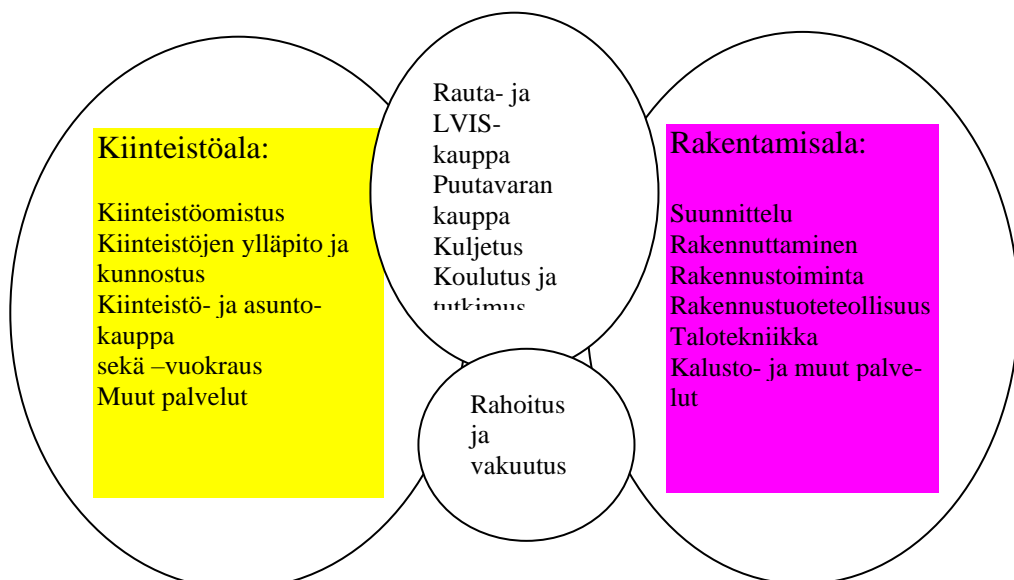 Kiinteistöala:
Kiinteistöomistus
Kiinteistöjen ylläpito ja
kunnostus
Kiinteistö- ja asunto-
kauppa
sekä –vuokraus
Muut palvelut
Rauta- ja
LVIS-
kauppa
Puutavaran
kauppa
Kuljetus
Koulutus ja
tutkimus
Rahoitus
ja
vakuutus
Rakentamisala:
Suunnittelu
Rakennuttaminen
Rakennustoiminta
Rakennustuoteteollisuus
Talotekniikka
Kalusto- ja muut palve-
lut